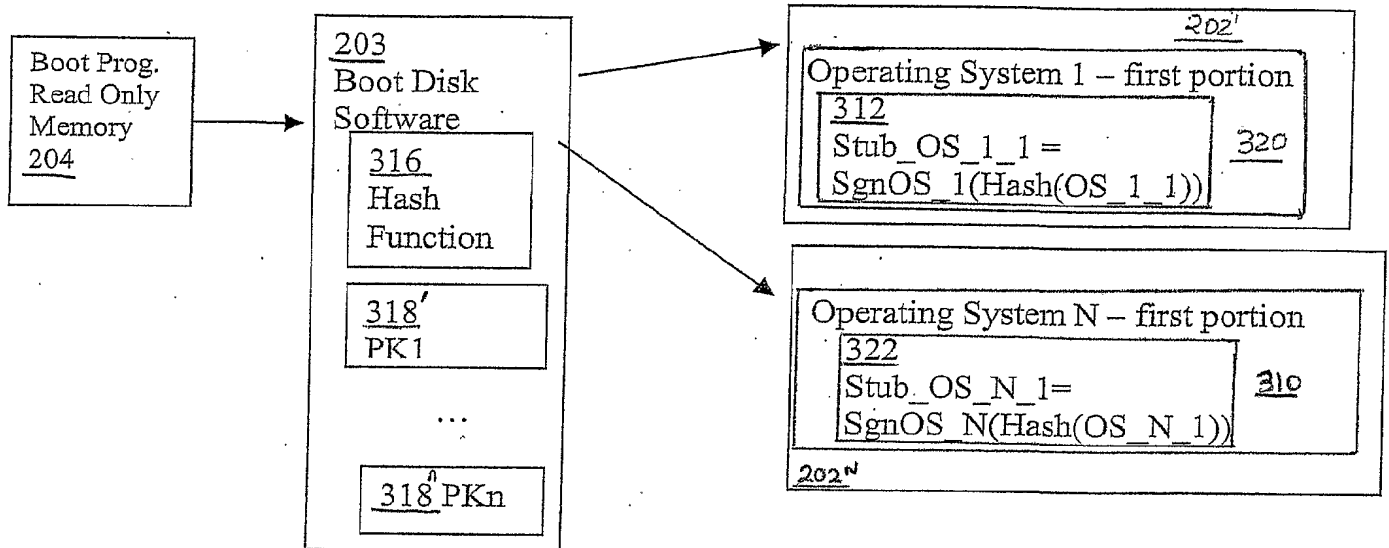 Boot Prog.
Read Only
Memory
204
203
Boot Disk
Software
316
Hash
Function
318'
PK1
...
318ⁿ PKn
202'
Operating System 1 – first portion
312
Stub_OS_1_1 =
SgnOS_1(Hash(OS_1_1))
320
Operating System N – first portion
322
Stub_OS_N_1=
SgnOS_N(Hash(OS_N_1))
310
202ᴺ